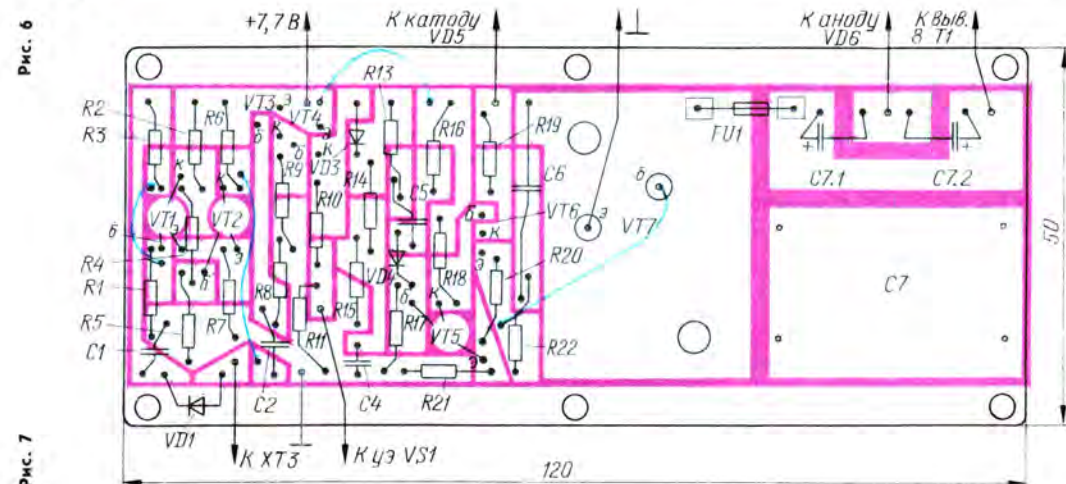 Рис. 6
+7,7 В
К катоду
VD5
К аноду
VD6
К выв.
8 Т1
R2
R3
R6
VT3
э
VT4
б
к
б
э
к
R13
R16
R19
FU1
+
+
C7.1
C7.2
R9
VD3
R10
R14
C5
C6
VT1
VT2
к
к
б
э
э
б
VT6
б
к
э
VT7
б
э
R4
R1
R5
C1
R7
R8
R11
R15
VD4
б
к
R17
R18
VT5
э
R20
R22
C7
50
VD1
C2
C4
R21
К ХТ3
К уэ VS1
120
Рис. 7